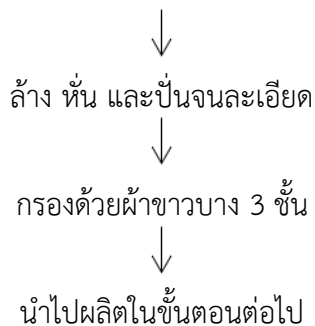 ล้าง หั่น และปั่นจนละเอียด
กรองด้วยผ้าขาวบาง 3 ชั้น
นำไปผลิตในขั้นตอนต่อไป